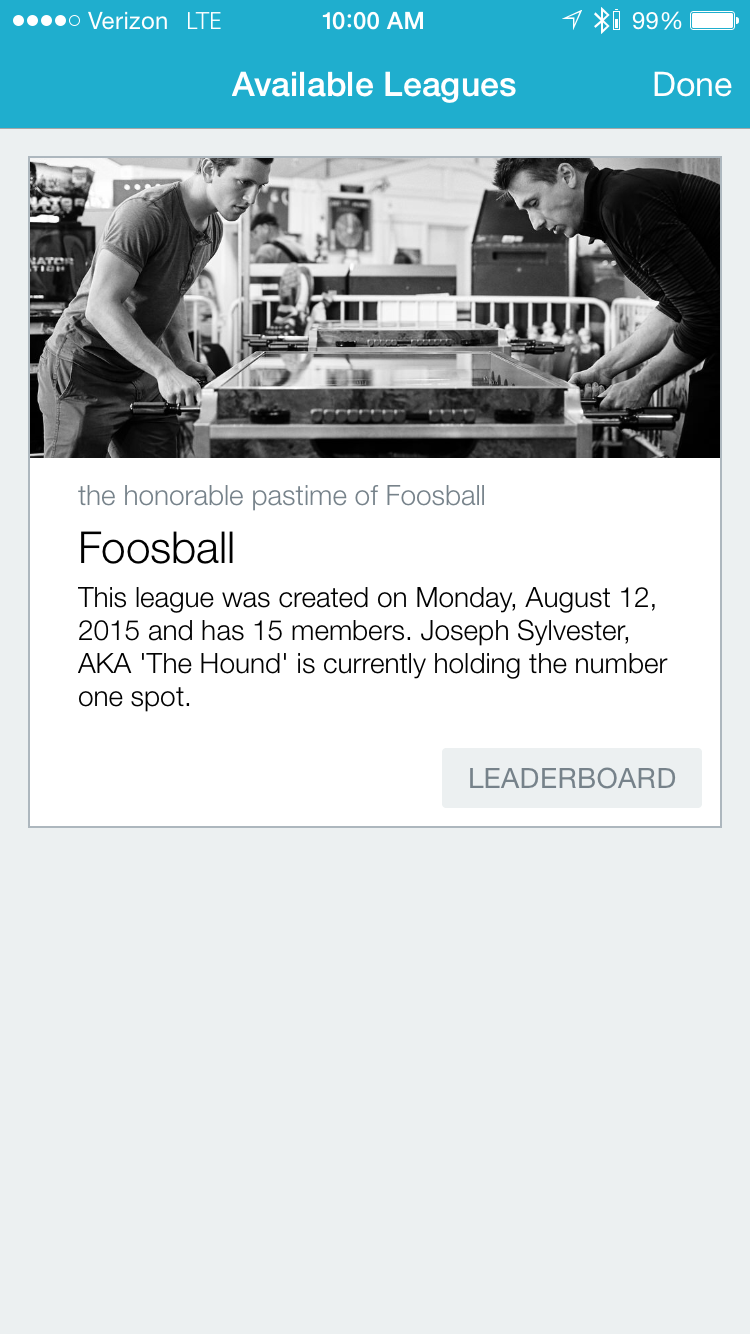 Verizon LTE 10:00 AM 99%
Available Leagues Done
NATOR
the honorable pastime of Foosball
Foosball
This league was created on Monday, August 12,
2015 and has 15 members. Joseph Sylvester,
AKA 'The Hound' is currently holding the number
one spot.
LEADERBOARD